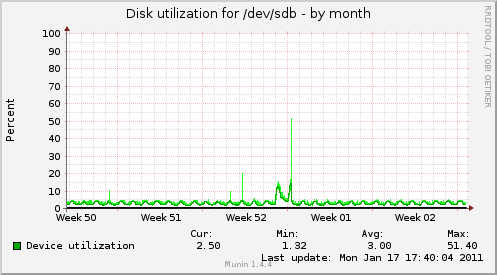 Disk utilization for /dev/sdb - by month
RRDTOOL / TOBI OETIKER
Percent
100
90
80
70
60
50
40
30
20
10
0
Week 50 Week 51 Week 52 Week 01 Week 02
Cur: Min: Avg: Max:
Device utilization 2.50 1.32 3.00 51.40
Last update: Mon Jan 17 17:40:04 2011
Munin 1.4.4